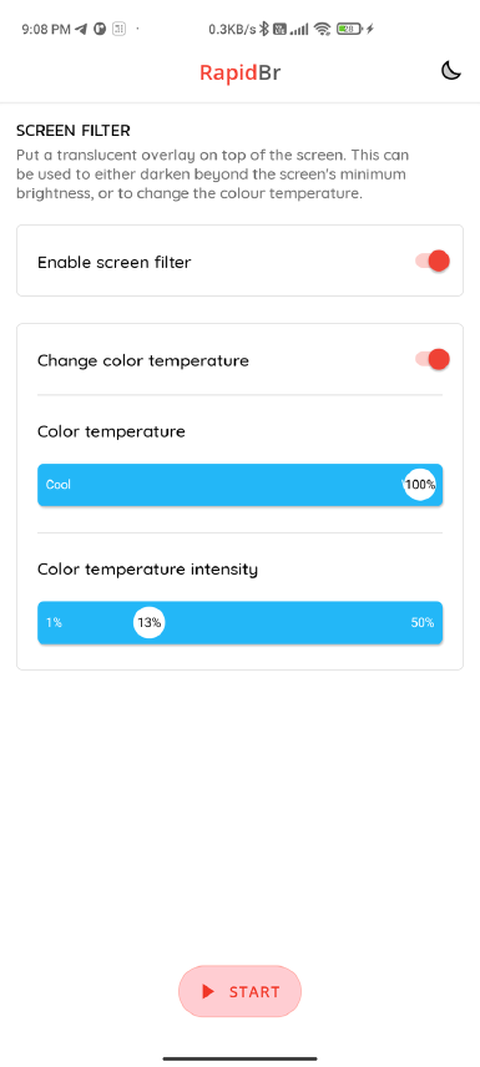 9:08 PM 0.3KB/s 28
RapidBr
SCREEN FILTER
Put a translucent overlay on top of the screen. This can
be used to either darken beyond the screen's minimum
brightness, or to change the colour temperature.
Enable screen filter
Change color temperature
Color temperature
Cool 100%
Color temperature intensity
1% 13% 50%
START